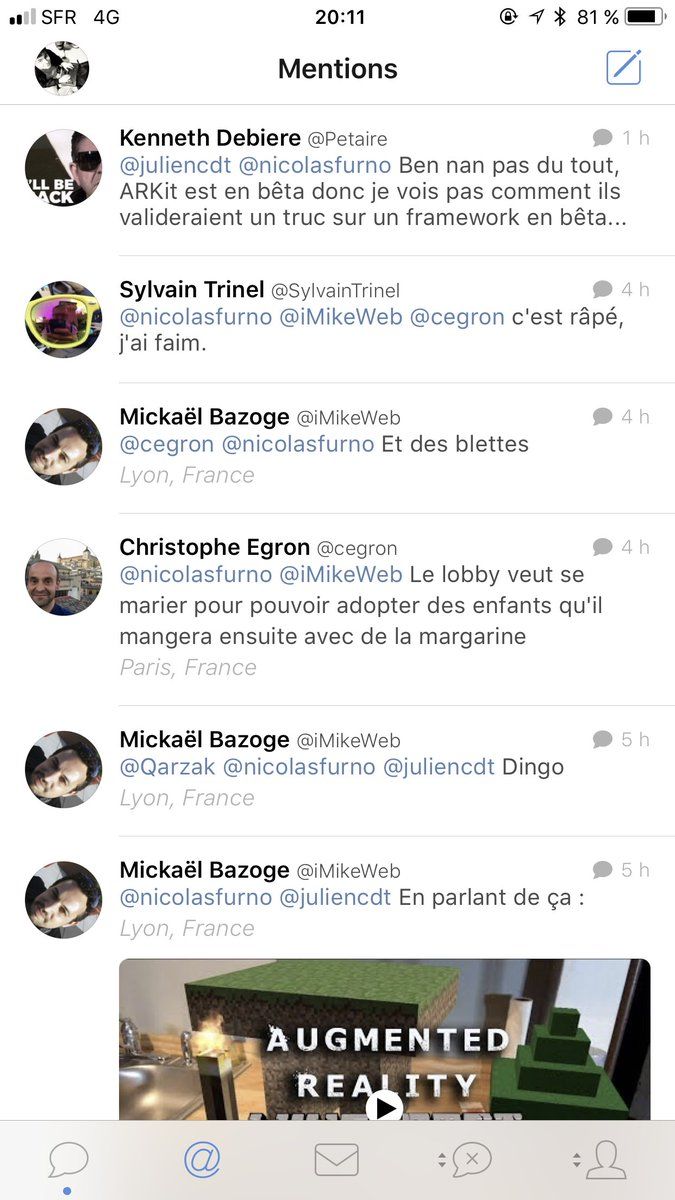 SFR 4G 20:11 81 %
Mentions
Kenneth Debiere @Petaire 1 h
@juliencdt @nicolasfurno Ben nan pas du tout,
ARKit est en bêta donc je vois pas comment ils
valideraient un truc sur un framework en bêta...
'LL BE
ACK
Sylvain Trinel @SylvainTrinel 4 h
@nicolasfurno @iMikeWeb @cegron c'est râpé,
j'ai faim.
Mickaël Bazoge @iMikeWeb 4 h
@cegron @nicolasfurno Et des blettes
Lyon, France
Christophe Egron @cegron 4 h
@nicolasfurno @iMikeWeb Le lobby veut se
marier pour pouvoir adopter des enfants qu'il
mangera ensuite avec de la margarine
Paris, France
Mickaël Bazoge @iMikeWeb 5 h
@Qarzak @nicolasfurno @juliencdt Dingo
Lyon, France
Mickaël Bazoge @iMikeWeb 5 h
@nicolasfurno @juliencdt En parlant de ça :
Lyon, France
AUGMENTED
REALITY